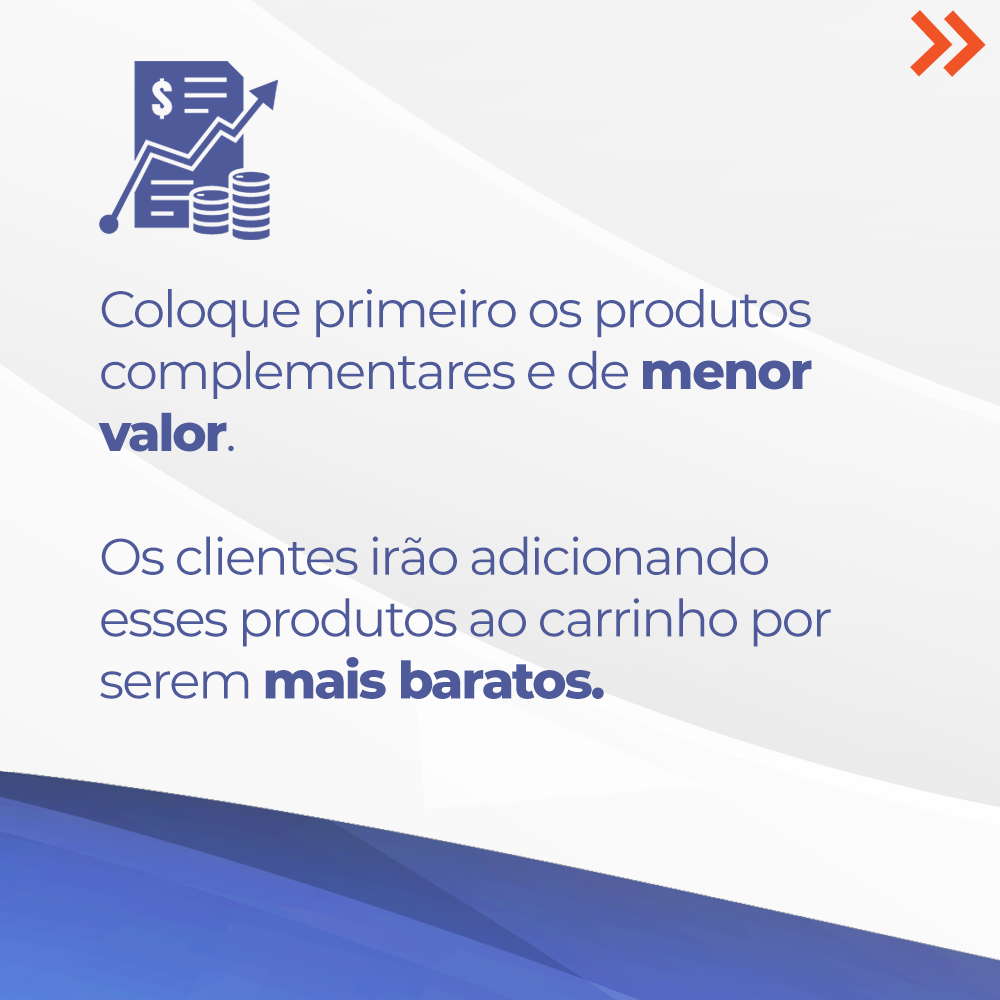 $
Coloque primeiro os produtos
complementares e de menor
valor.
Os clientes irão adicionando
esses produtos ao carrinho por
serem mais baratos.